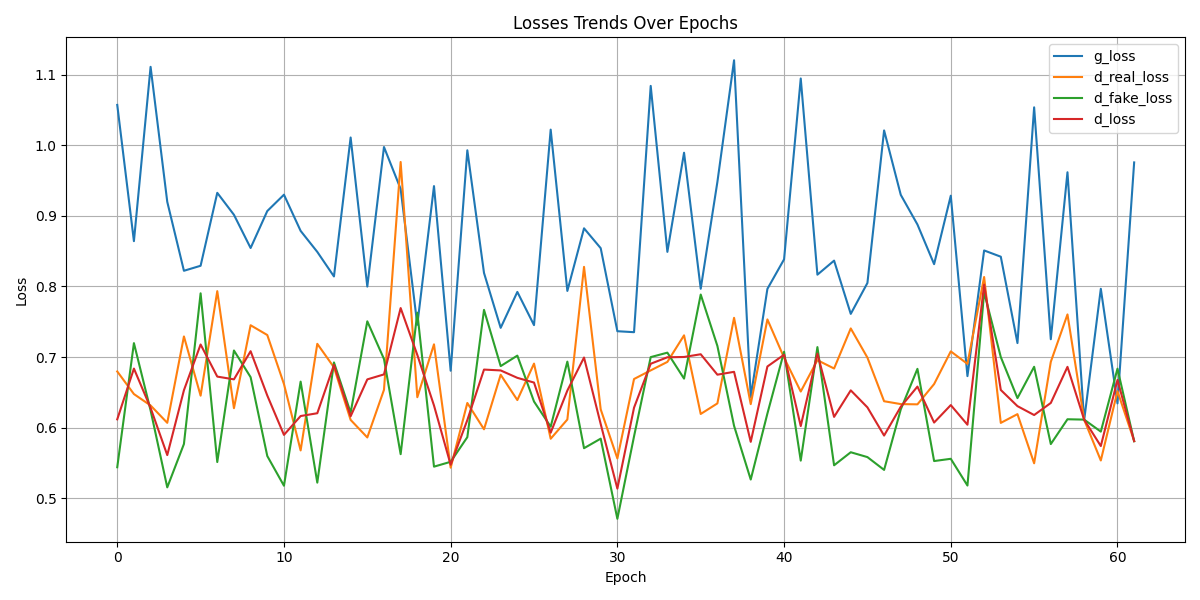 Losses Trends Over Epochs
g_loss
d_real_loss
d_fake_loss
d_loss
Loss
1.1
1.0
0.9
0.8
0.7
0.6
0.5
0 10 20 30 40 50 60
Epoch